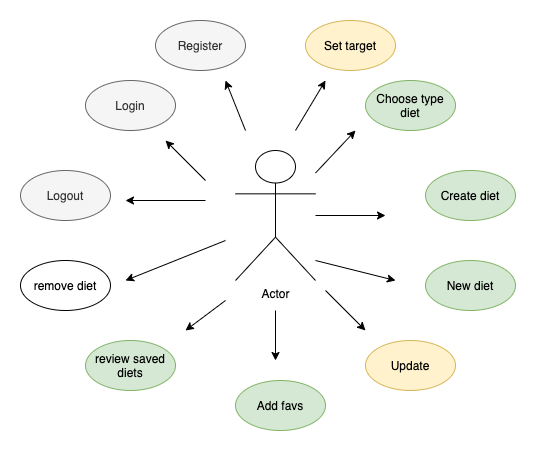 Register
Set target
Login
Choose type
diet
Logout
Create diet
remove diet
New diet
Actor
review saved
diets
Update
Add favs